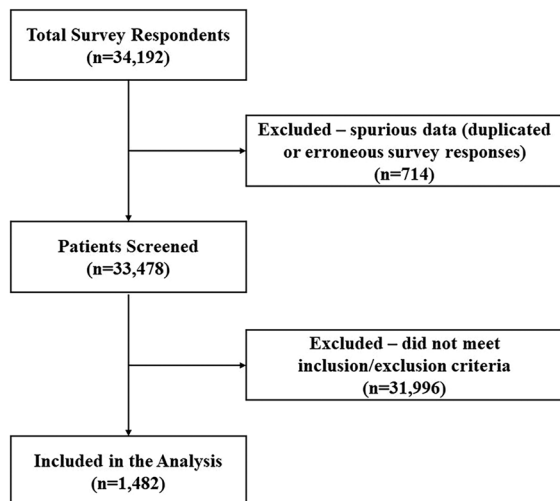 Total Survey Respondents
(n=34,192)
Excluded – spurious data (duplicated
or erroneous survey responses)
(n=714)
Patients Screened
(n=33,478)
Excluded – did not meet
inclusion/exclusion criteria
(n=31,996)
Included in the Analysis
(n=1,482)